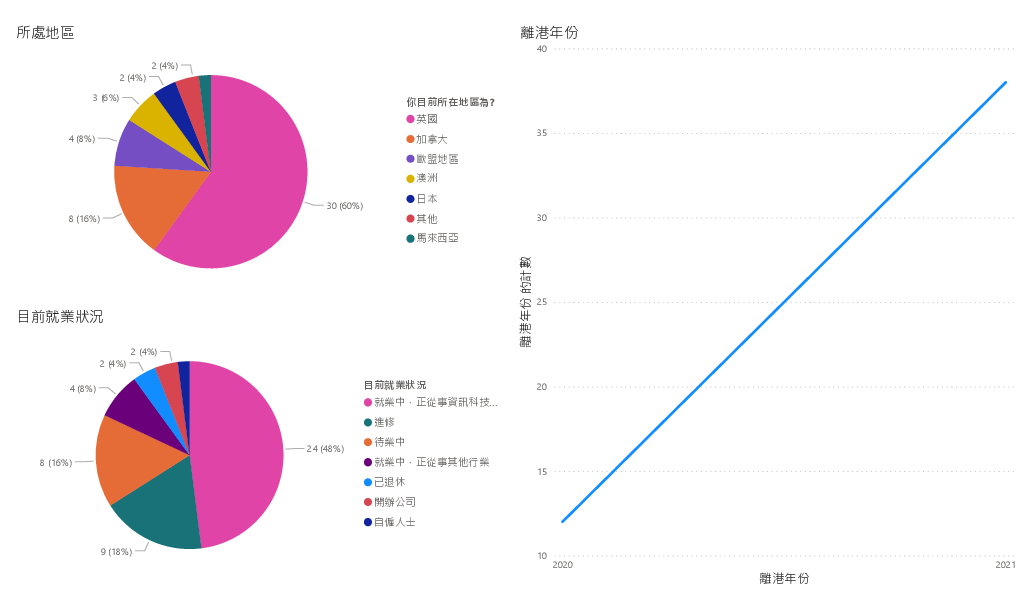 所處地區
2 (4%)
2 (4%)
3 (6%)
4 (8%)
8 (16%)
30 (60%)
你目前所在地區為?
英國
加拿大
歐盟地區
澳洲
日本
其他
馬來西亞
目前就業狀況
2 (4%)
2 (4%)
4 (8%)
8 (16%)
9 (18%)
24 (48%)
目前就業狀況
就業中 · 正從事資訊科技...
進修
待業中
就業中 · 正從事其他行業
已退休
開辦公司
自僱人士
離港年份
離港年份 的計數
40
35
30
25
20
15
10
2020
2021
離港年份